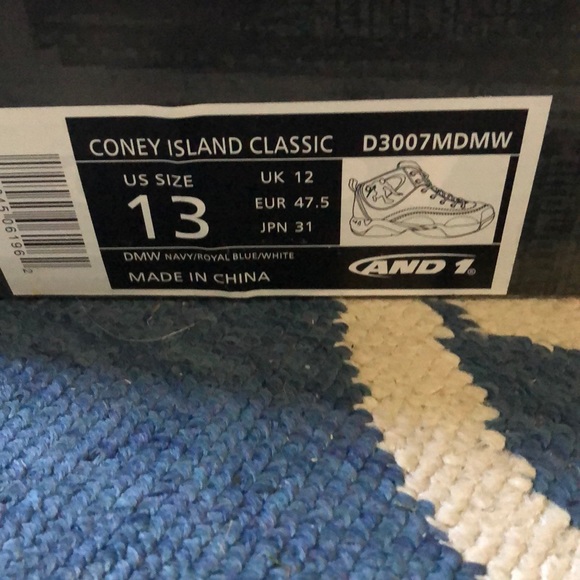 CONEY ISLAND CLASSIC D3007MDMW
US SIZE
13
UK 12
EUR 47.5
JPN 31
DMW NAVY/ROYAL BLUE/WHITE
MADE IN CHINA
AND 1®